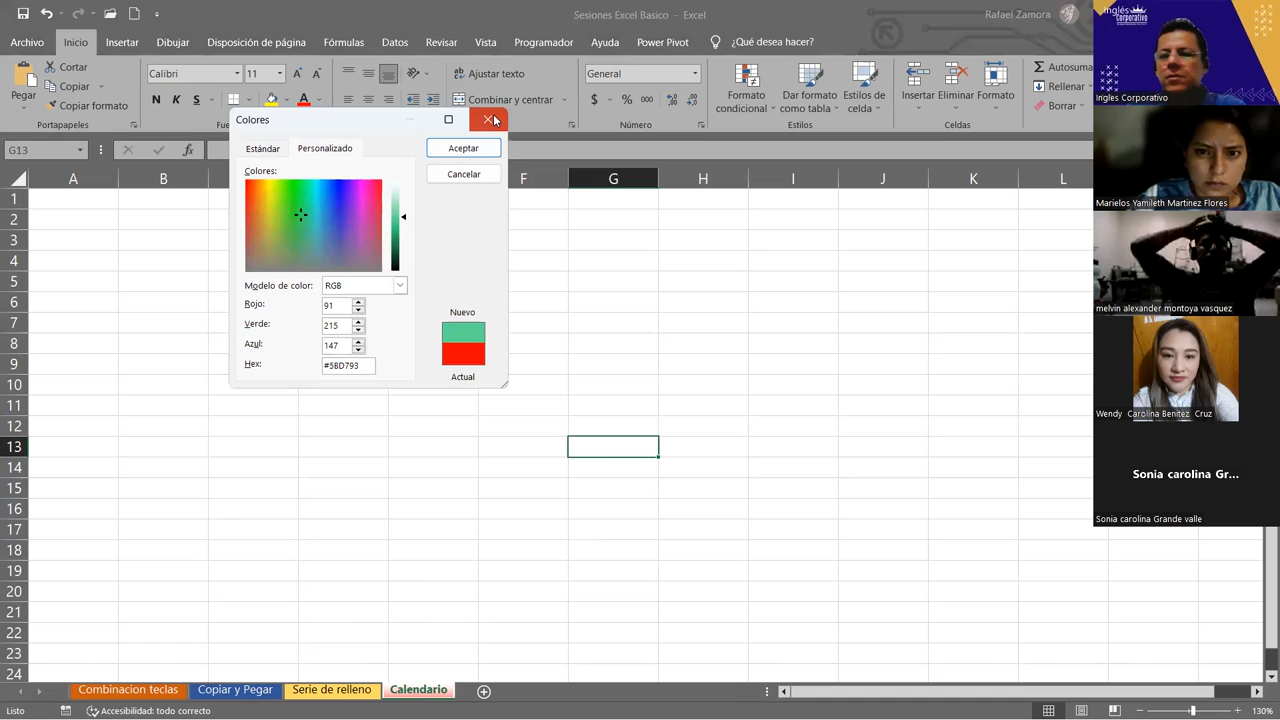 Sesiones Excel Basico - Excel
Rafael Zamora
Archivo Inicio Insertar Dibujar Disposición de página Fórmulas Datos Revisar Vista Programador Ayuda Power Pivot ¿Qué desea hacer?
Pegar
Cortar
Copiar
Copiar formato
Portapapeles
Calibri 11
N K S
Ajustar texto
Combinar y centrar
General
$ % 000
Número
Formato condicional
Dar formato como tabla
Estilos de celda
Estilos
Insertar Eliminar Formato
Celdas
Autosuma
Rellenar
Borrar
G13
fx
A B F G H I J K L
1
2
3
4
5
6
7
8
9
10
11
12
13
14
15
16
17
18
19
20
21
22
23
24
Colores
Estándar Personalizado
Aceptar
Cancelar
Colores:
Modelo de color: RGB
Rojo: 91
Verde: 215
Azul: 147
Hex: #5BD793
Nuevo
Actual
Inglés
Corporativo
Ingles Corporativo
Marielos Yamileth Martinez Flores
melvin alexander montoya vasquez
Wendy Carolina Benitez Cruz
Sonia carolina Gr...
Sonia carolina Grande valle
Combinacion teclas Copiar y Pegar Serie de relleno Calendario
Listo Accesibilidad: todo correcto 130%